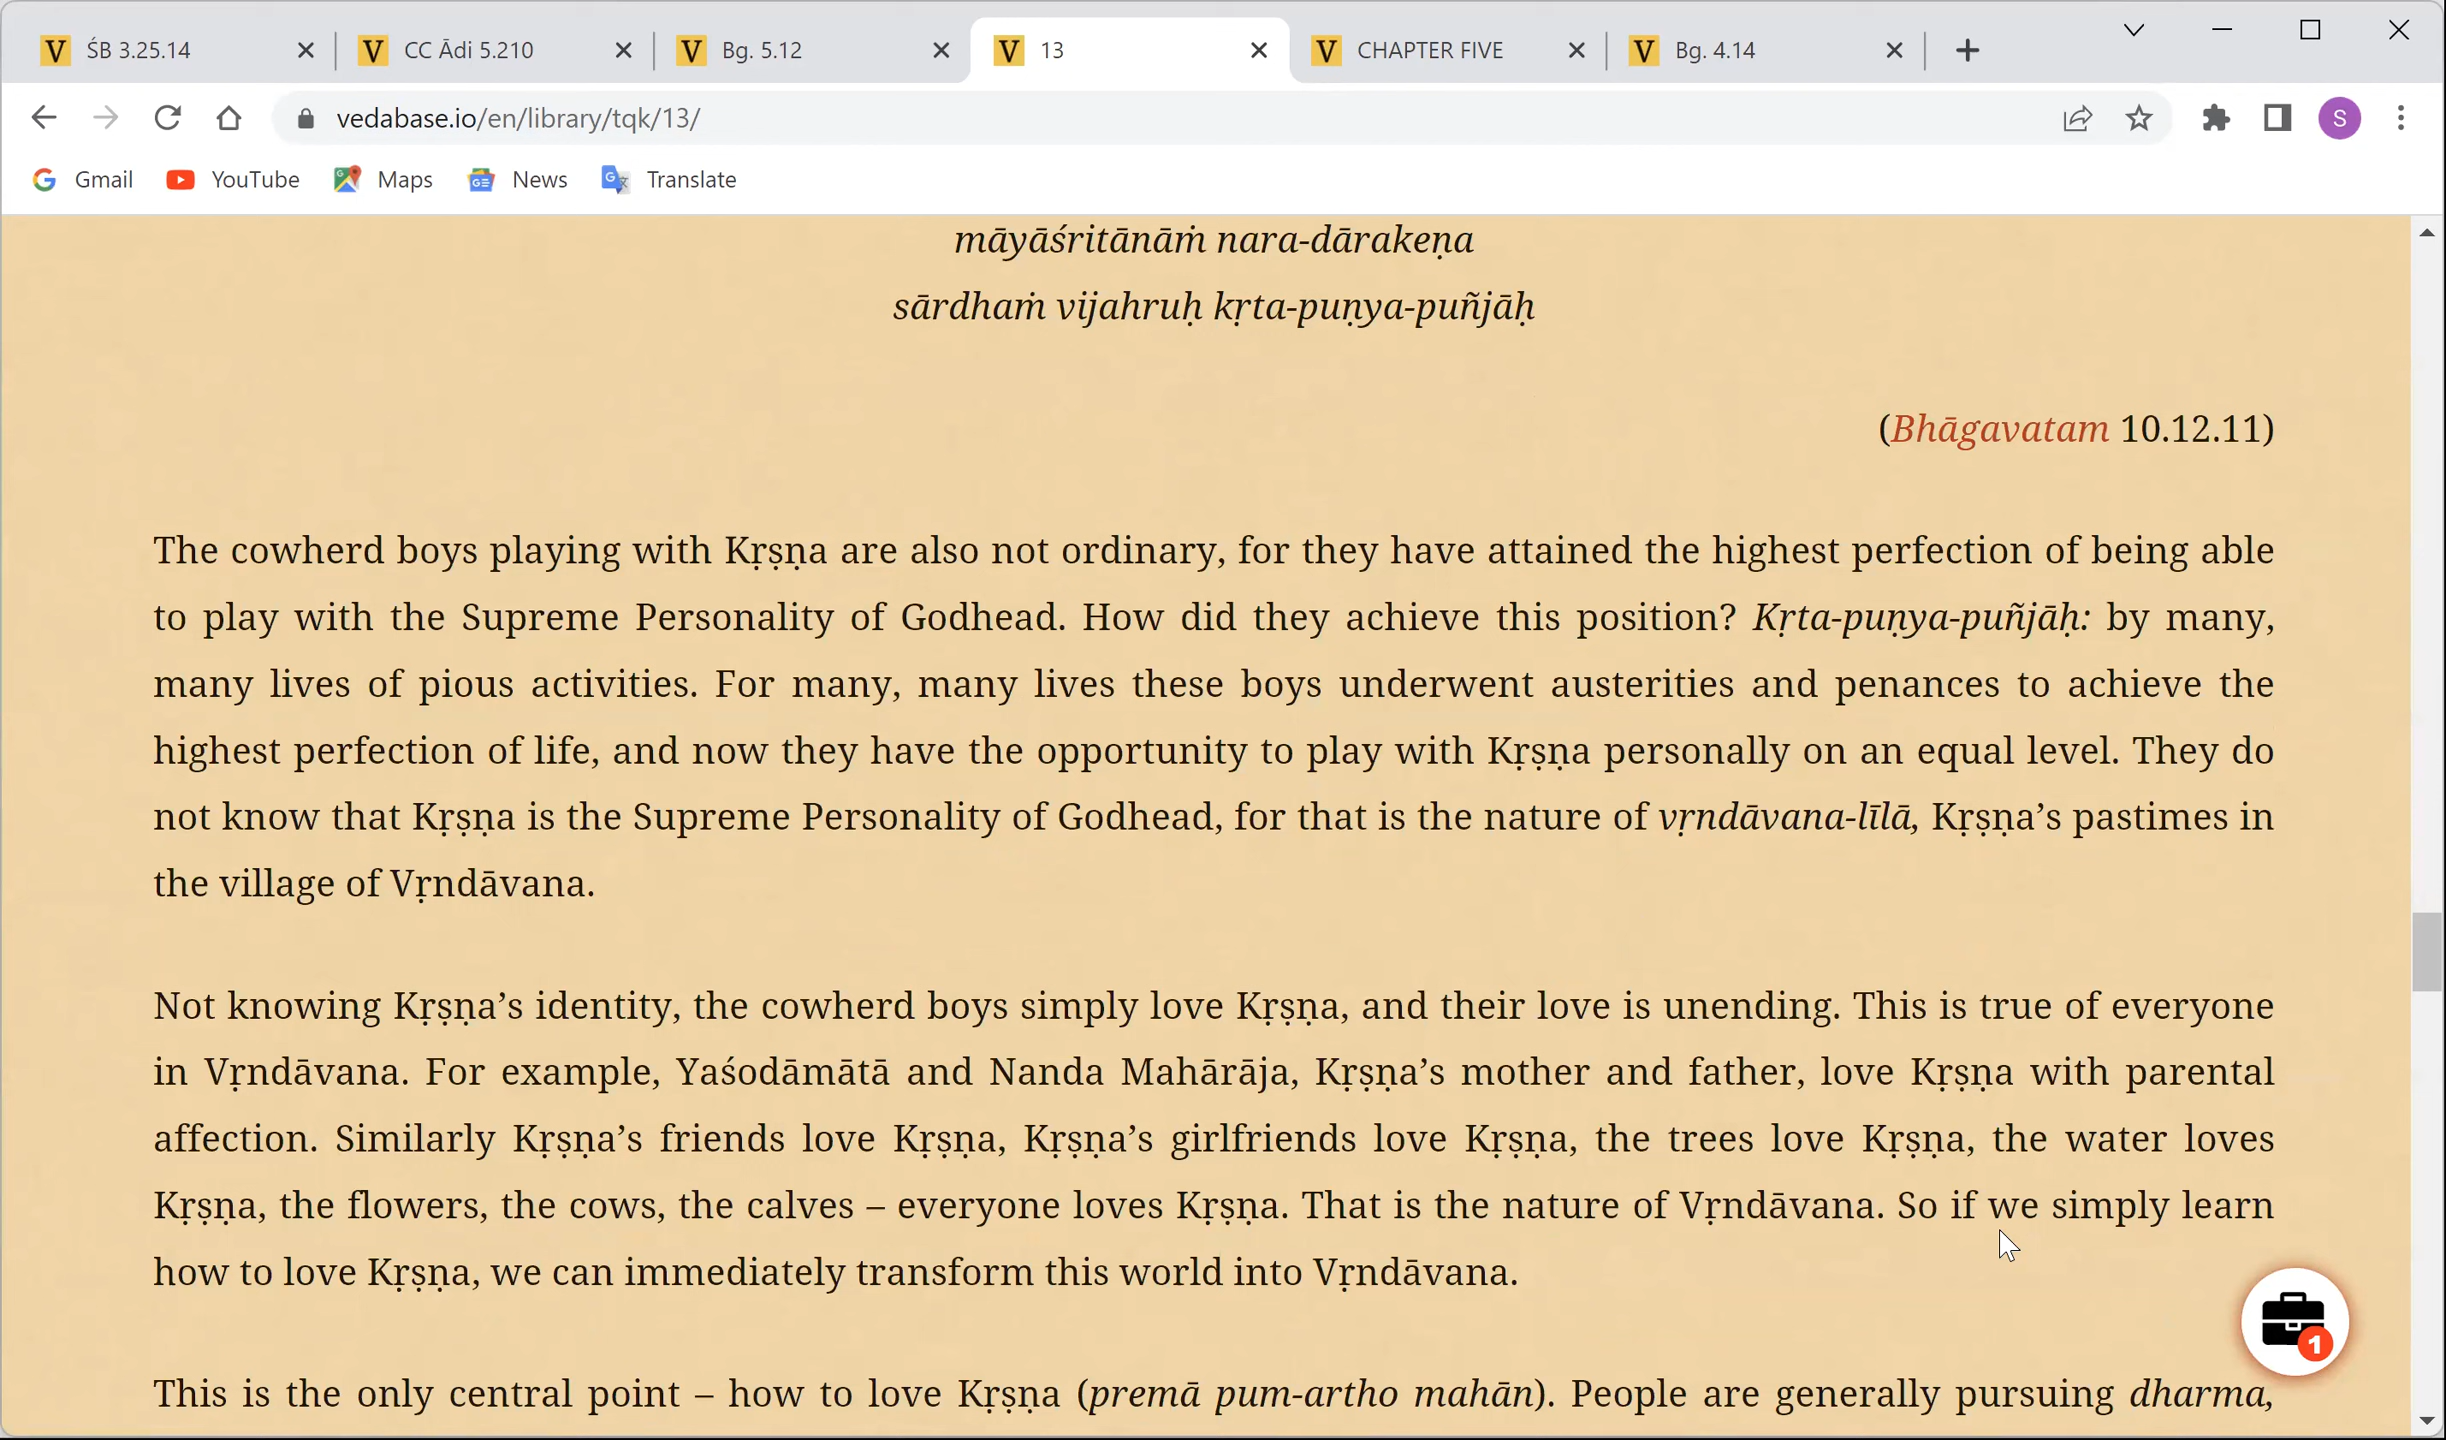 V ŚB 3.25.14
V CC Ādi 5.210
V Bg. 5.12
V 13
V CHAPTER FIVE
V Bg. 4.14
vedabase.io/en/library/tqk/13/
S
Gmail
YouTube
Maps
News
Translate
māyāśritānāṁ nara-dārakeṇa
sārdhaṁ vijahruḥ kṛta-puṇya-puñjāḥ
(Bhāgavatam 10.12.11)
The cowherd boys playing with Kṛṣṇa are also not ordinary, for they have attained the highest perfection of being able
to play with the Supreme Personality of Godhead. How did they achieve this position? Kṛta-puṇya-puñjāḥ: by many,
many lives of pious activities. For many, many lives these boys underwent austerities and penances to achieve the
highest perfection of life, and now they have the opportunity to play with Kṛṣṇa personally on an equal level. They do
not know that Kṛṣṇa is the Supreme Personality of Godhead, for that is the nature of vṛndāvana-līlā, Kṛṣṇa’s pastimes in
the village of Vṛndāvana.
Not knowing Kṛṣṇa’s identity, the cowherd boys simply love Kṛṣṇa, and their love is unending. This is true of everyone
in Vṛndāvana. For example, Yaśodāmātā and Nanda Mahārāja, Kṛṣṇa’s mother and father, love Kṛṣṇa with parental
affection. Similarly Kṛṣṇa’s friends love Kṛṣṇa, Kṛṣṇa’s girlfriends love Kṛṣṇa, the trees love Kṛṣṇa, the water loves
Kṛṣṇa, the flowers, the cows, the calves – everyone loves Kṛṣṇa. That is the nature of Vṛndāvana. So if we simply learn
how to love Kṛṣṇa, we can immediately transform this world into Vṛndāvana.
1
This is the only central point – how to love Kṛṣṇa (premā pum-artho mahān). People are generally pursuing dharma,